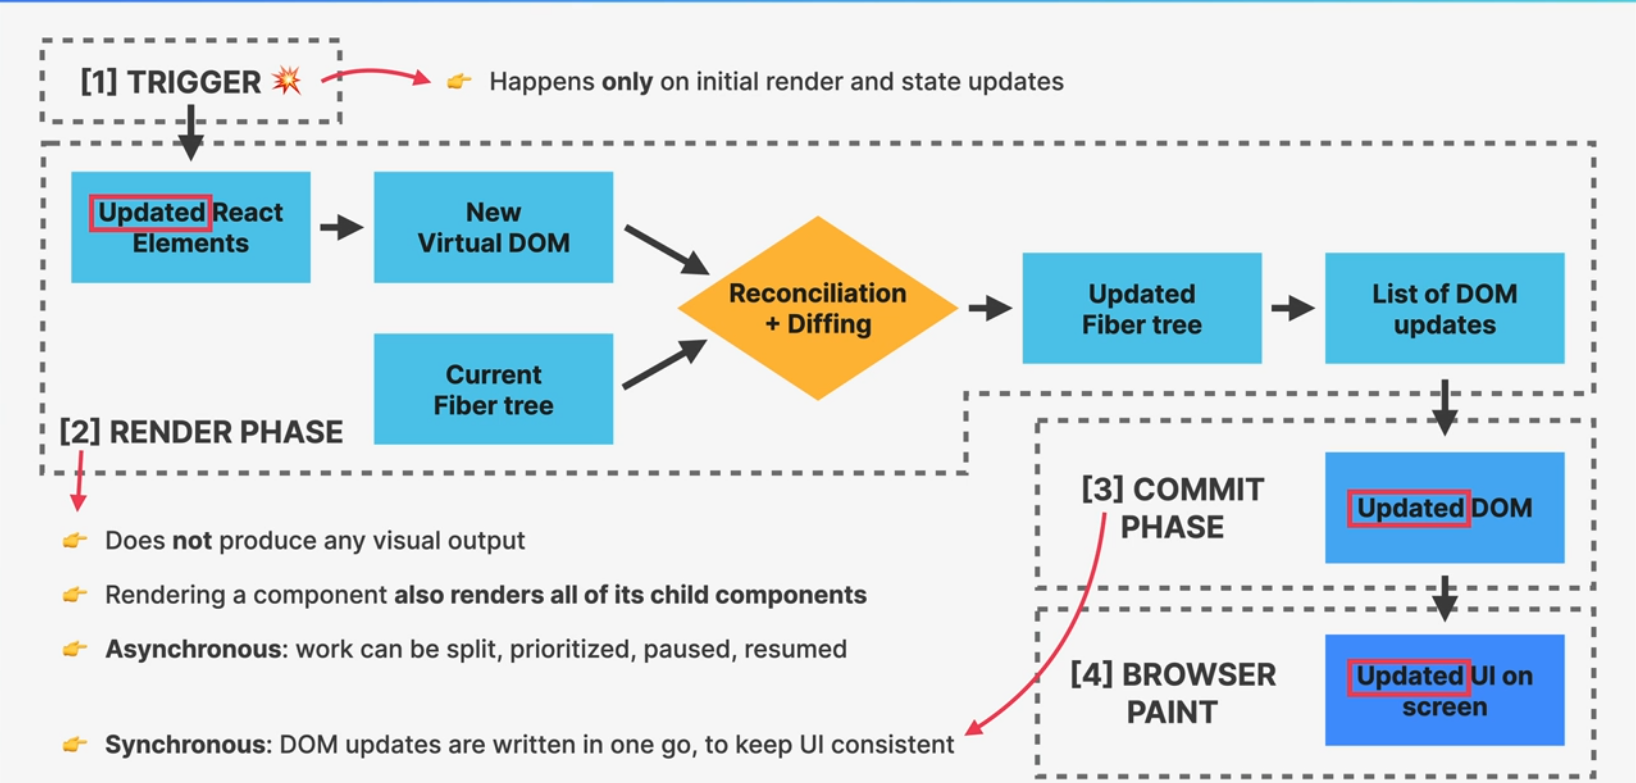 [1] TRIGGER 💥
👉 Happens only on initial render and state updates
Updated React
Elements
New
Virtual DOM
Current
Fiber tree
Reconciliation
+ Diffing
Updated
Fiber tree
List of DOM
updates
[2] RENDER PHASE
👉 Does not produce any visual output
👉 Rendering a component also renders all of its child components
👉 Asynchronous: work can be split, prioritized, paused, resumed
[3] COMMIT
PHASE
Updated DOM
👉 Synchronous: DOM updates are written in one go, to keep UI consistent
[4] BROWSER
PAINT
Updated UI on
screen